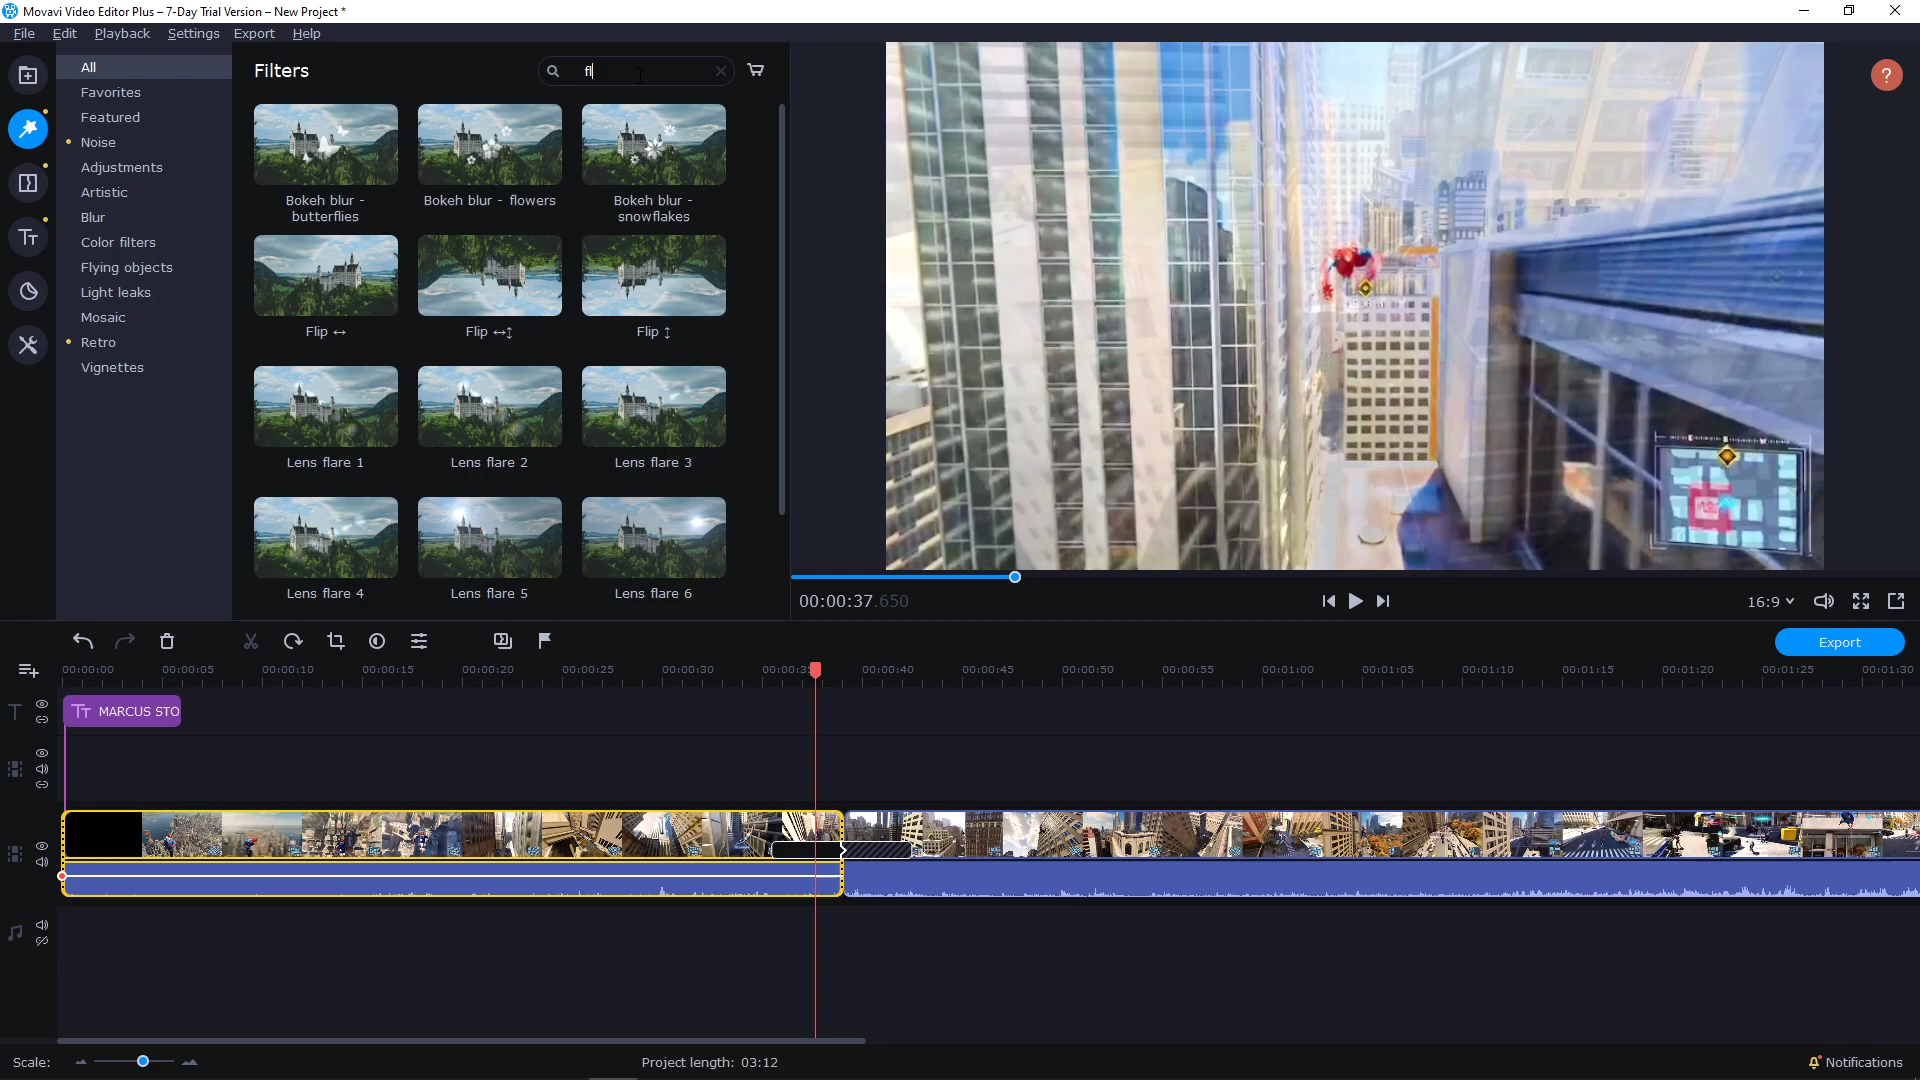 Movavi Video Editor Plus – 7-Day Trial Version – New Project *
File Edit Playback Settings Export Help
All
Favorites
Featured
Noise
Adjustments
Artistic
Blur
Color filters
Flying objects
Light leaks
Mosaic
Retro
Vignettes
Filters
fl
Bokeh blur -
butterflies
Bokeh blur - flowers
Bokeh blur -
snowflakes
Flip ↔
Flip ↔↕
Flip ↕
Lens flare 1
Lens flare 2
Lens flare 3
Lens flare 4
Lens flare 5
Lens flare 6
?
00:00:37.650
16:9
Export
00:00:00 00:00:05 00:00:10 00:00:15 00:00:20 00:00:25 00:00:30 00:00:35 00:00:40 00:00:45 00:00:50 00:00:55 00:01:00 00:01:05 00:01:10 00:01:15 00:01:20 00:01:25 00:01:30
TT MARCUS STO
Scale:
Project length: 03:12
Notifications